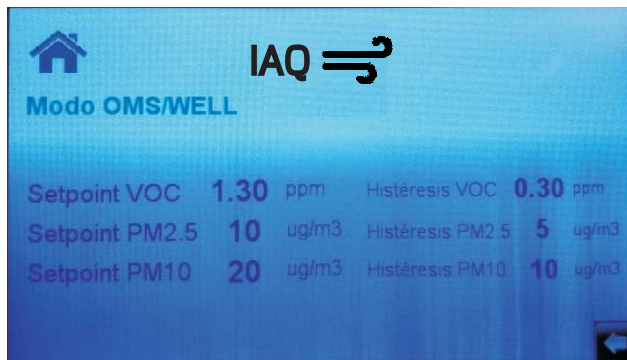 IAQ
Modo OMS/WELL
Setpoint VOC 1.30 ppm Histéresis VOC 0.30 ppm
Setpoint PM2.5 10 ug/m3 Histéresis PM2.5 5 ug/m3
Setpoint PM10 20 ug/m3 Histéresis PM10 10 ug/m3